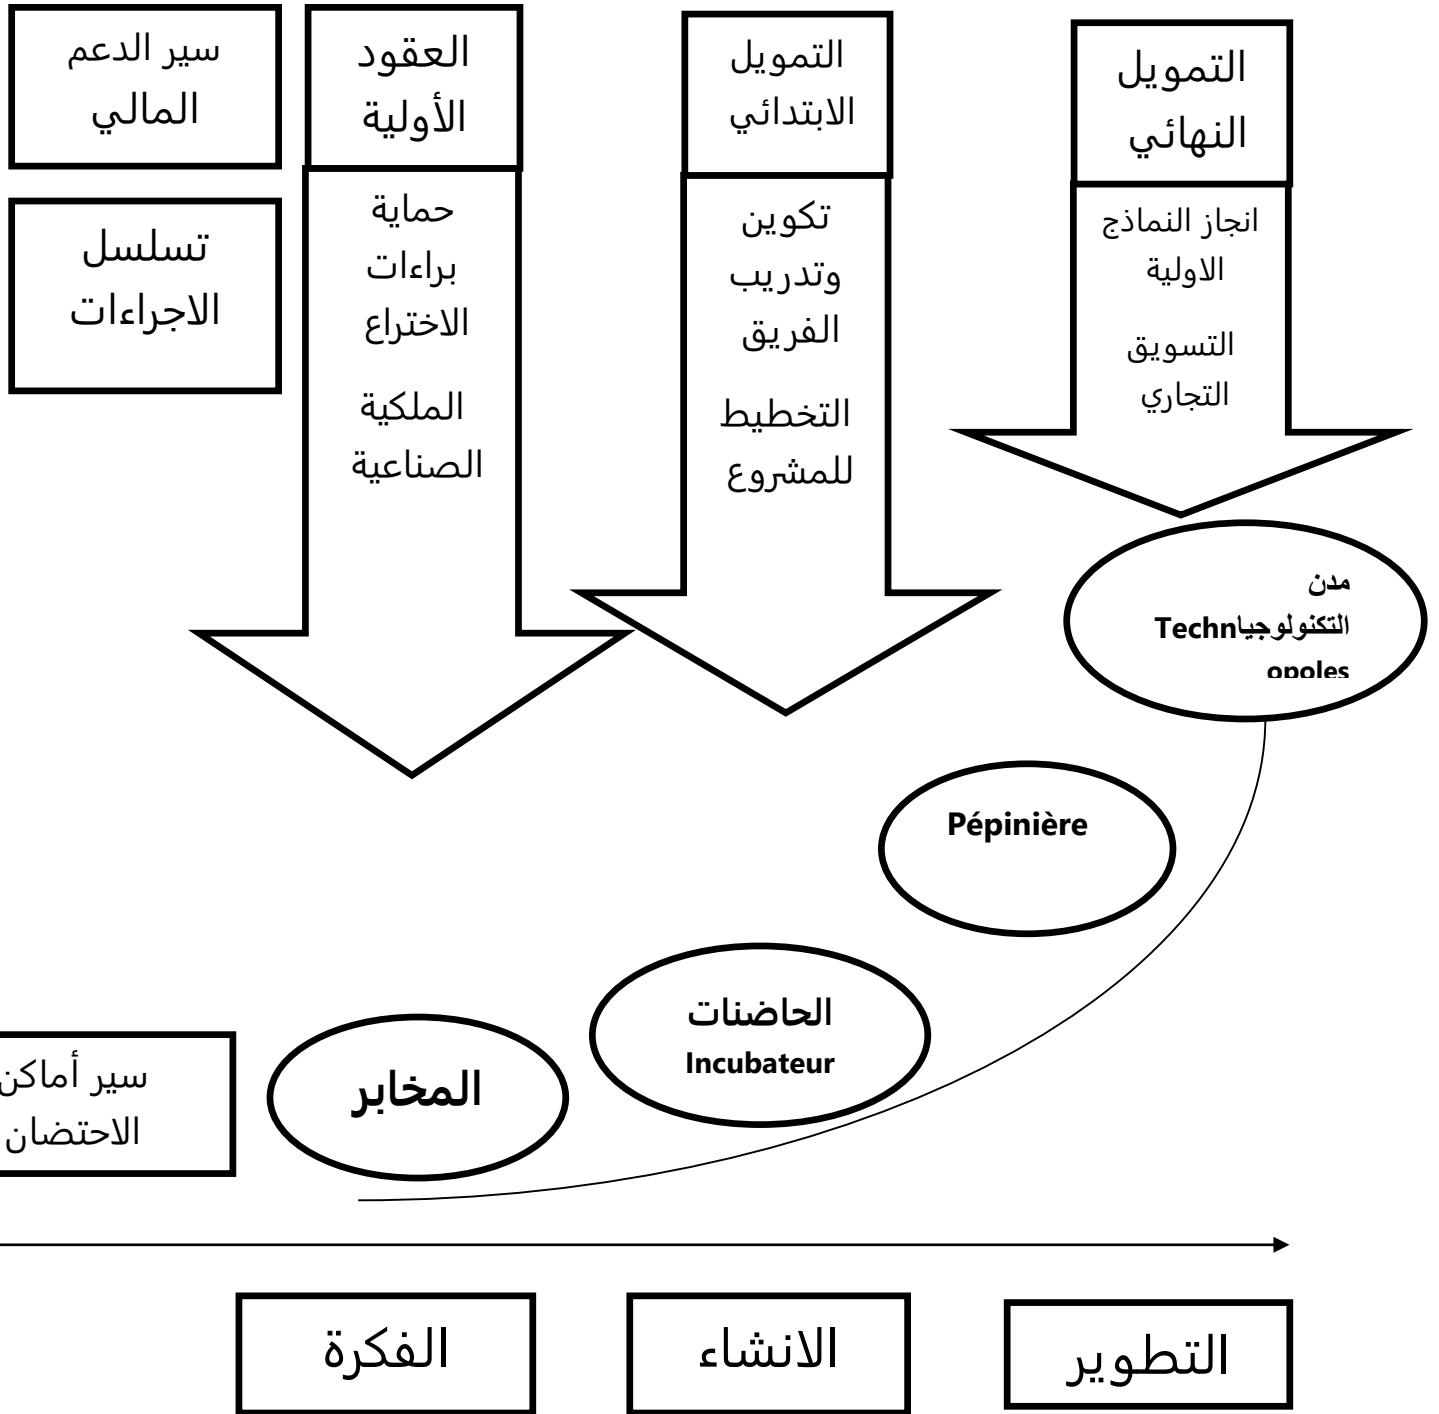 سير الدعم
المالي
العقود
الأولية
التمويل
الابتدائي
التمويل
النهائي
تسلسل
الاجراءات
حماية
براءات
الاختراع
الملكية
الصناعية
تكوين
وتدريب
الفريق
التخطيط
للمشروع
انجاز النماذج
الاولية
التسويق
التجاري
مدن
التكنولوجياTechn
opoles
Pépinière
الحاضنات
Incubateur
المخابر
سير أماكن
الاحتضان
الفكرة
الانشاء
التطوير